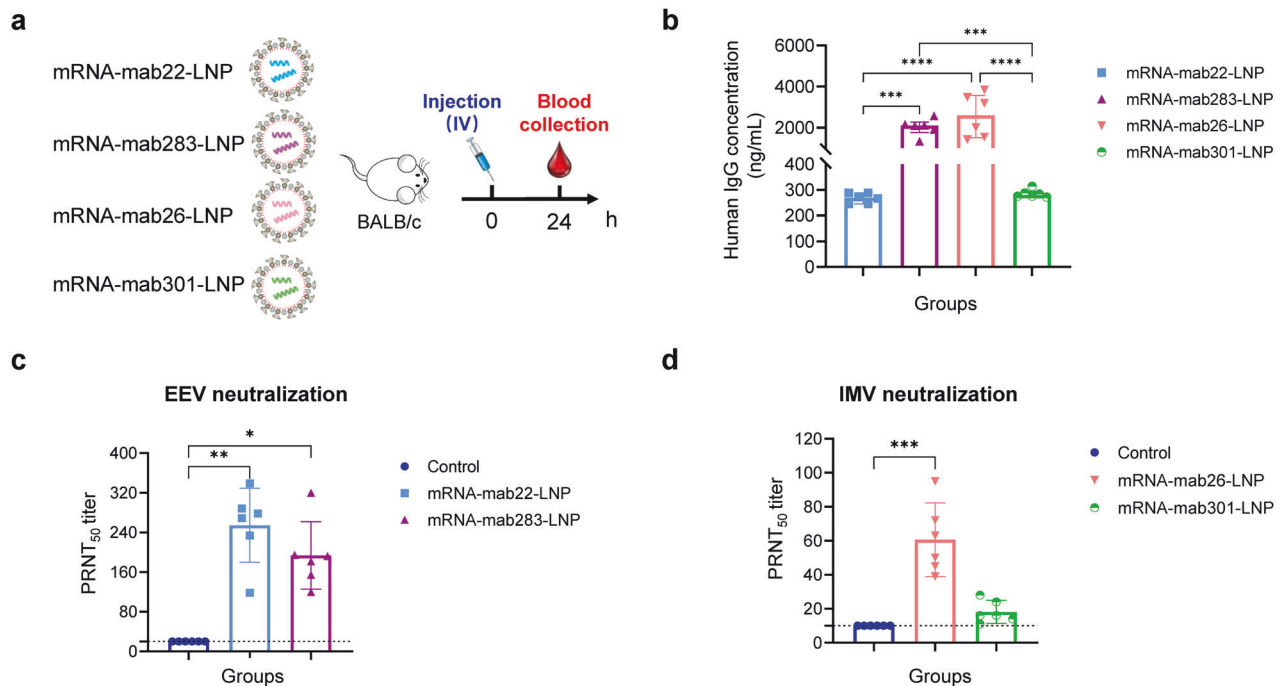 a
mRNA-mab22-LNP
mRNA-mab283-LNP
mRNA-mab26-LNP
mRNA-mab301-LNP
BALB/c
Injection
(IV)
Blood
collection
0
24
h
b
Human IgG concentration
(ng/mL)
6000
4000
2000
400
300
200
100
0
***
****
****
***
Groups
mRNA-mab22-LNP
mRNA-mab283-LNP
mRNA-mab26-LNP
mRNA-mab301-LNP
c
EEV neutralization
PRNT50 titer
400
320
240
160
80
0
*
**
Groups
Control
mRNA-mab22-LNP
mRNA-mab283-LNP
d
IMV neutralization
PRNT50 titer
120
100
80
60
40
20
0
***
Groups
Control
mRNA-mab26-LNP
mRNA-mab301-LNP